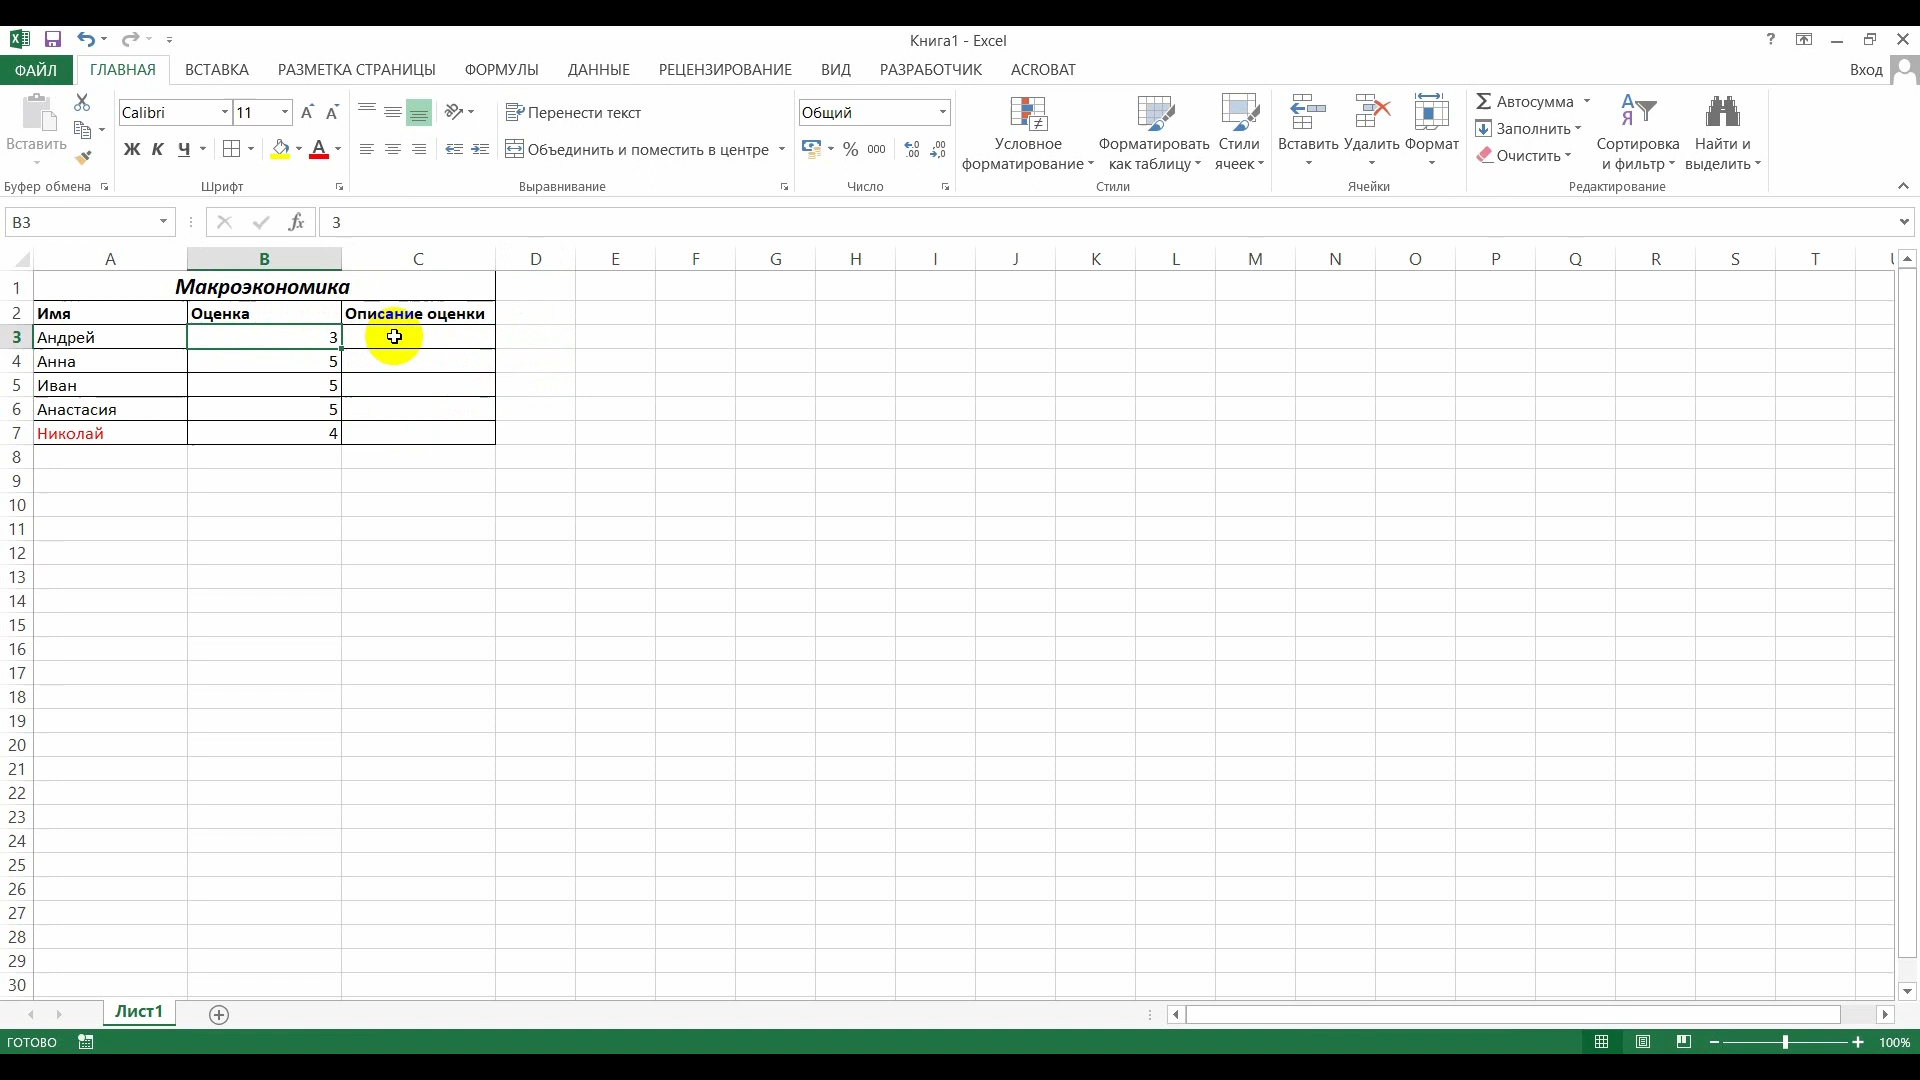 Книга1 - Excel
ФАЙЛ ГЛАВНАЯ ВСТАВКА РАЗМЕТКА СТРАНИЦЫ ФОРМУЛЫ ДАННЫЕ РЕЦЕНЗИРОВАНИЕ ВИД РАЗРАБОТЧИК ACROBAT Вход
Вставить
Буфер обмена
Calibri 11
Ж К Ч А
Шрифт
Перенести текст
Объединить и поместить в центре
Выравнивание
Общий
% 000
Число
Условное форматирование
Форматировать как таблицу
Стили ячеек
Стили
Вставить Удалить Формат
Ячейки
Автосумма
Заполнить
Очистить
Сортировка и фильтр
Найти и выделить
Редактирование
B3 fx 3
A B C D E F G H I J K L M N O P Q R S T
1 Макроэкономика
2 Имя Оценка Описание оценки
3 Андрей 3
4 Анна 5
5 Иван 5
6 Анастасия 5
7 Николай 4
8
9
10
11
12
13
14
15
16
17
18
19
20
21
22
23
24
25
26
27
28
29
30
Лист1
ГОТОВО 100%